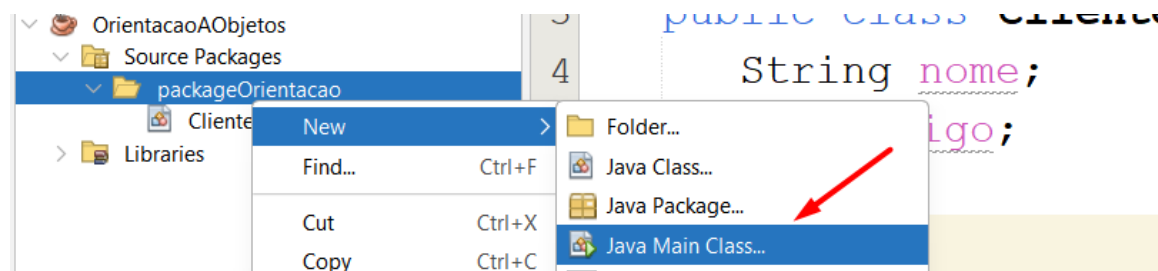 OrientacaoAObjetos
Source Packages
packageOrientacao
Cliente
Libraries
New
Find... Ctrl+F
Cut Ctrl+X
Copy Ctrl+C
Folder...
Java Class...
Java Package...
Java Main Class...
3 public class Cliente
4 String nome;
igo;